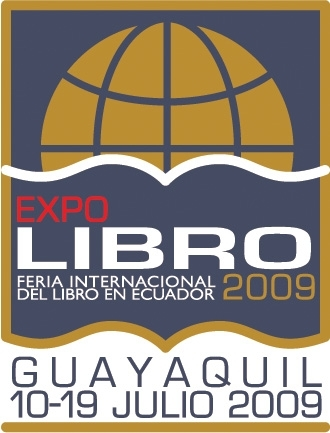 EXPO
LIBRO
FERIA INTERNACIONAL
DEL LIBRO EN ECUADOR 2009
GUAYAQUIL
10-19 JULIO 2009